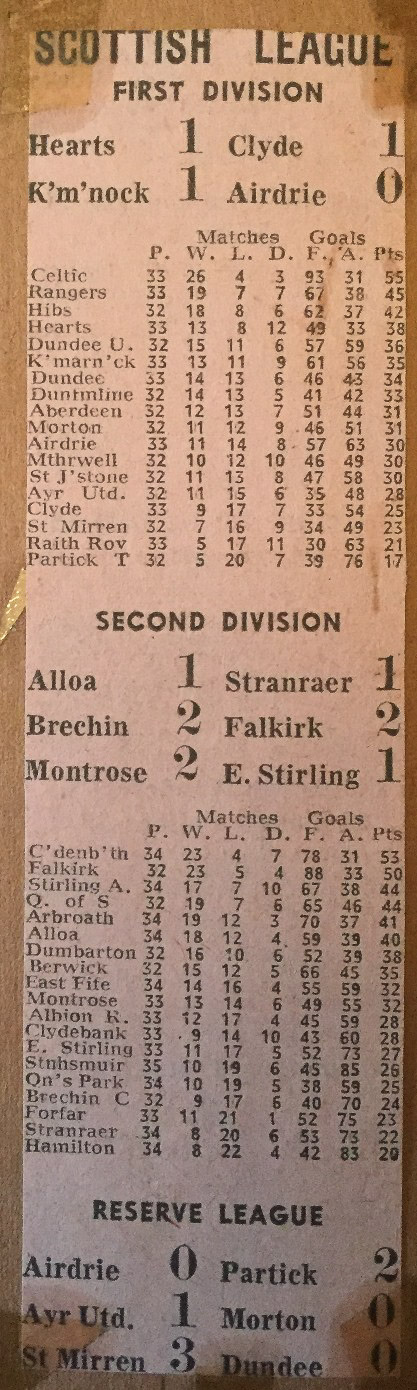 SCOTTISH LEAGUE
FIRST DIVISION
Hearts 1 Clyde 1
K'm'nock 1 Airdrie 0
Matches Goals
P. W. L. D. F. A. Pts
Celtic 33 26 4 3 93 31 55
Rangers 33 19 7 7 67 38 45
Hibs 32 18 8 6 62 37 42
Hearts 33 13 8 12 49 33 38
Dundee U. 32 15 11 6 57 59 36
K'marn'ck 33 13 11 9 61 56 35
Dundee 33 14 13 6 46 43 34
Dunfmline 32 14 13 5 41 42 33
Aberdeen 32 12 13 7 51 44 31
Morton 32 11 12 9 46 51 31
Airdrie 33 11 14 8 57 63 30
Mthrwell 32 10 12 10 46 49 30
St J'stone 32 11 13 8 47 58 30
Ayr Utd. 32 11 15 6 35 48 28
Clyde 33 9 17 7 33 54 25
St Mirren 32 7 16 9 34 49 23
Raith Rov 33 5 17 11 30 63 21
Partick T 32 5 20 7 39 76 17
SECOND DIVISION
Alloa 1 Stranraer 1
Brechin 2 Falkirk 2
Montrose 2 E. Stirling 1
Matches Goals
P. W. L. D. F. A. Pts
C'denb'th 34 23 4 7 78 31 53
Falkirk 32 23 5 4 88 33 50
Stirling A. 34 17 7 10 67 38 44
Q. of S 32 19 7 6 65 46 44
Arbroath 34 19 12 3 70 37 41
Alloa 34 18 12 4 59 39 40
Dumbarton 32 16 10 6 52 39 38
Berwick 32 15 12 5 66 45 35
East Fife 34 14 16 4 55 59 32
Montrose 33 13 14 6 49 55 32
Albion R. 33 12 17 4 45 59 28
Clydebank 33 9 14 10 43 60 28
E. Stirling 33 11 17 5 52 73 27
Stnhsmuir 35 10 19 6 45 85 26
Qn's Park 34 10 19 5 38 59 25
Brechin C 32 9 17 6 40 70 24
Forfar 33 11 21 1 52 75 23
Stranraer 34 8 20 6 53 73 22
Hamilton 34 8 22 4 42 83 20
RESERVE LEAGUE
Airdrie 0 Partick 2
Ayr Utd. 1 Morton 0
St Mirren 3 Dundee 0